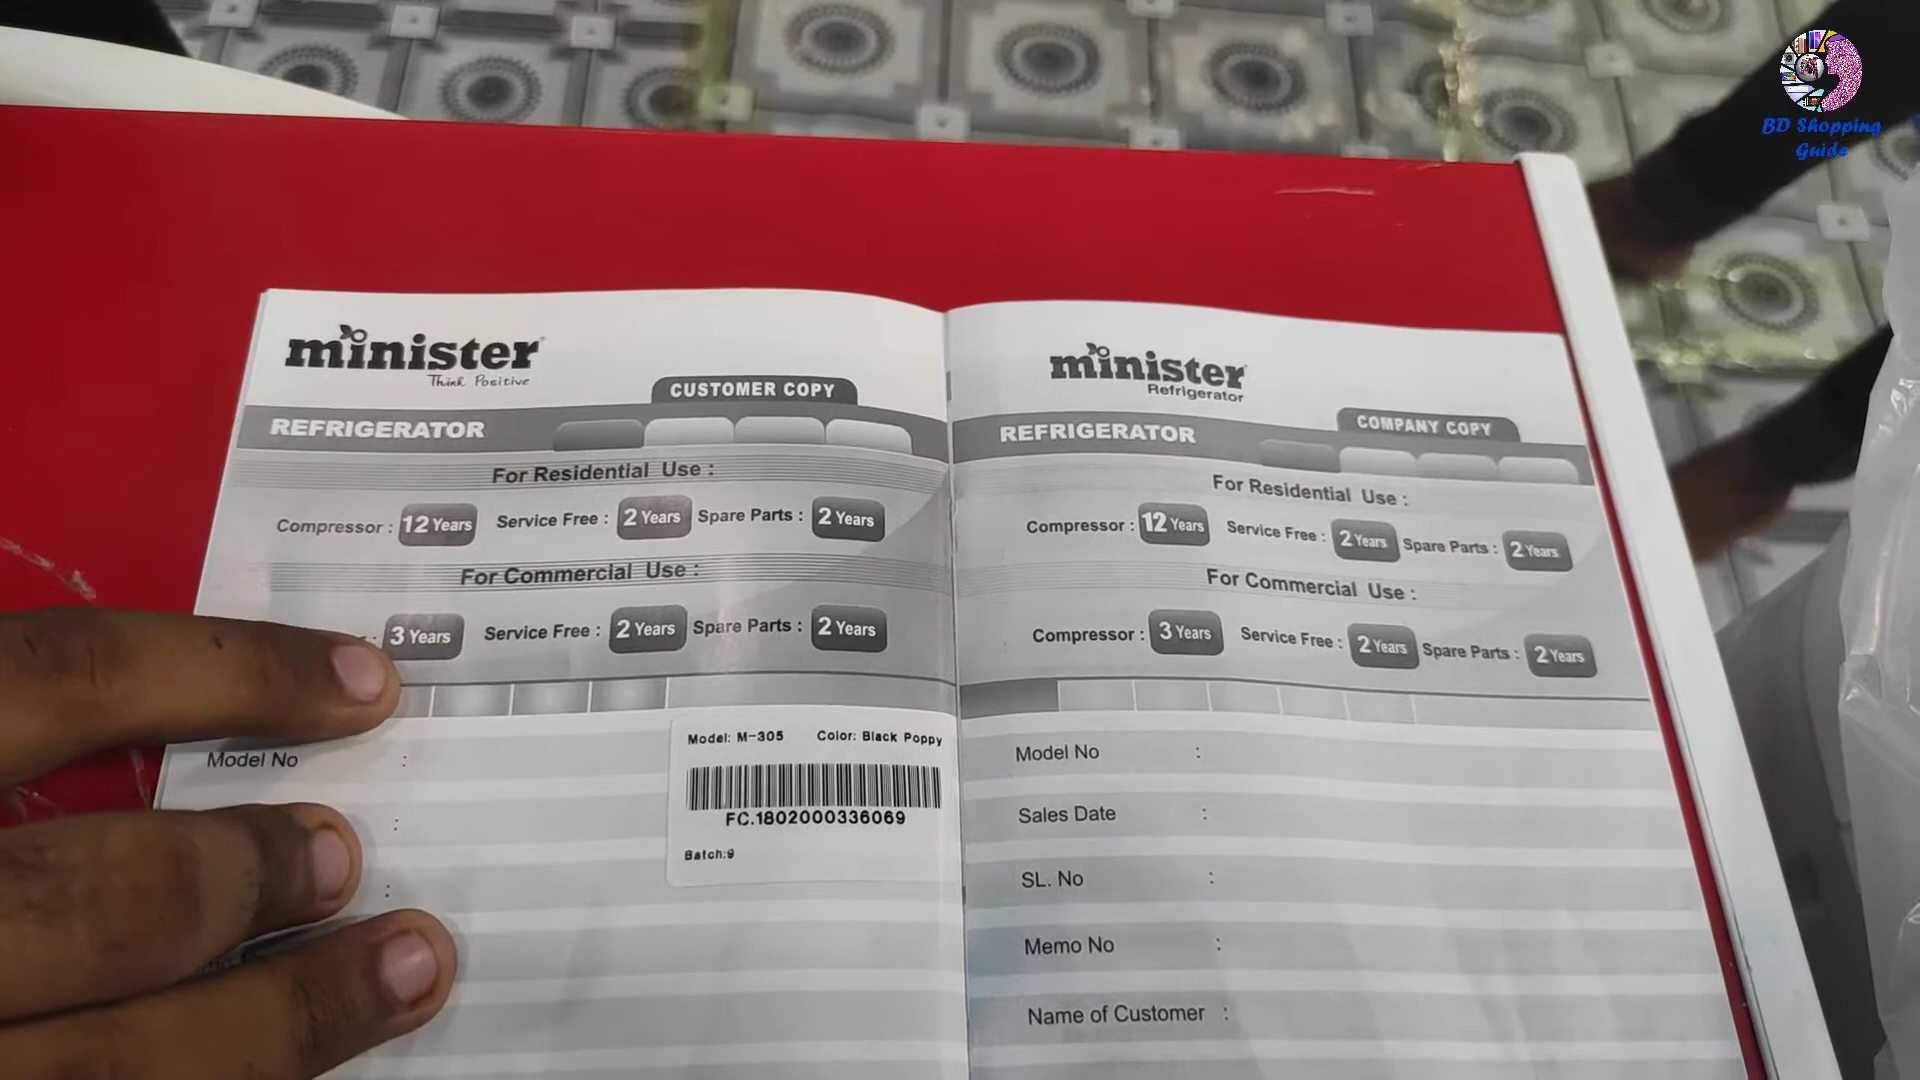 BD Shopping
Guide
minister
Think Positive
CUSTOMER COPY
REFRIGERATOR
For Residential Use :
Compressor : 12 Years Service Free : 2 Years Spare Parts : 2 Years
For Commercial Use :
: 3 Years Service Free : 2 Years Spare Parts : 2 Years
Model: M-305 Color: Black Poppy
FC.1802000336069
Batch:9
Model No :
:
:
minister
Refrigerator
COMPANY COPY
REFRIGERATOR
For Residential Use :
Compressor : 12 Years Service Free : 2 Years Spare Parts : 2 Years
For Commercial Use :
Compressor : 3 Years Service Free : 2 Years Spare Parts : 2 Years
Model No :
Sales Date :
SL. No :
Memo No :
Name of Customer :